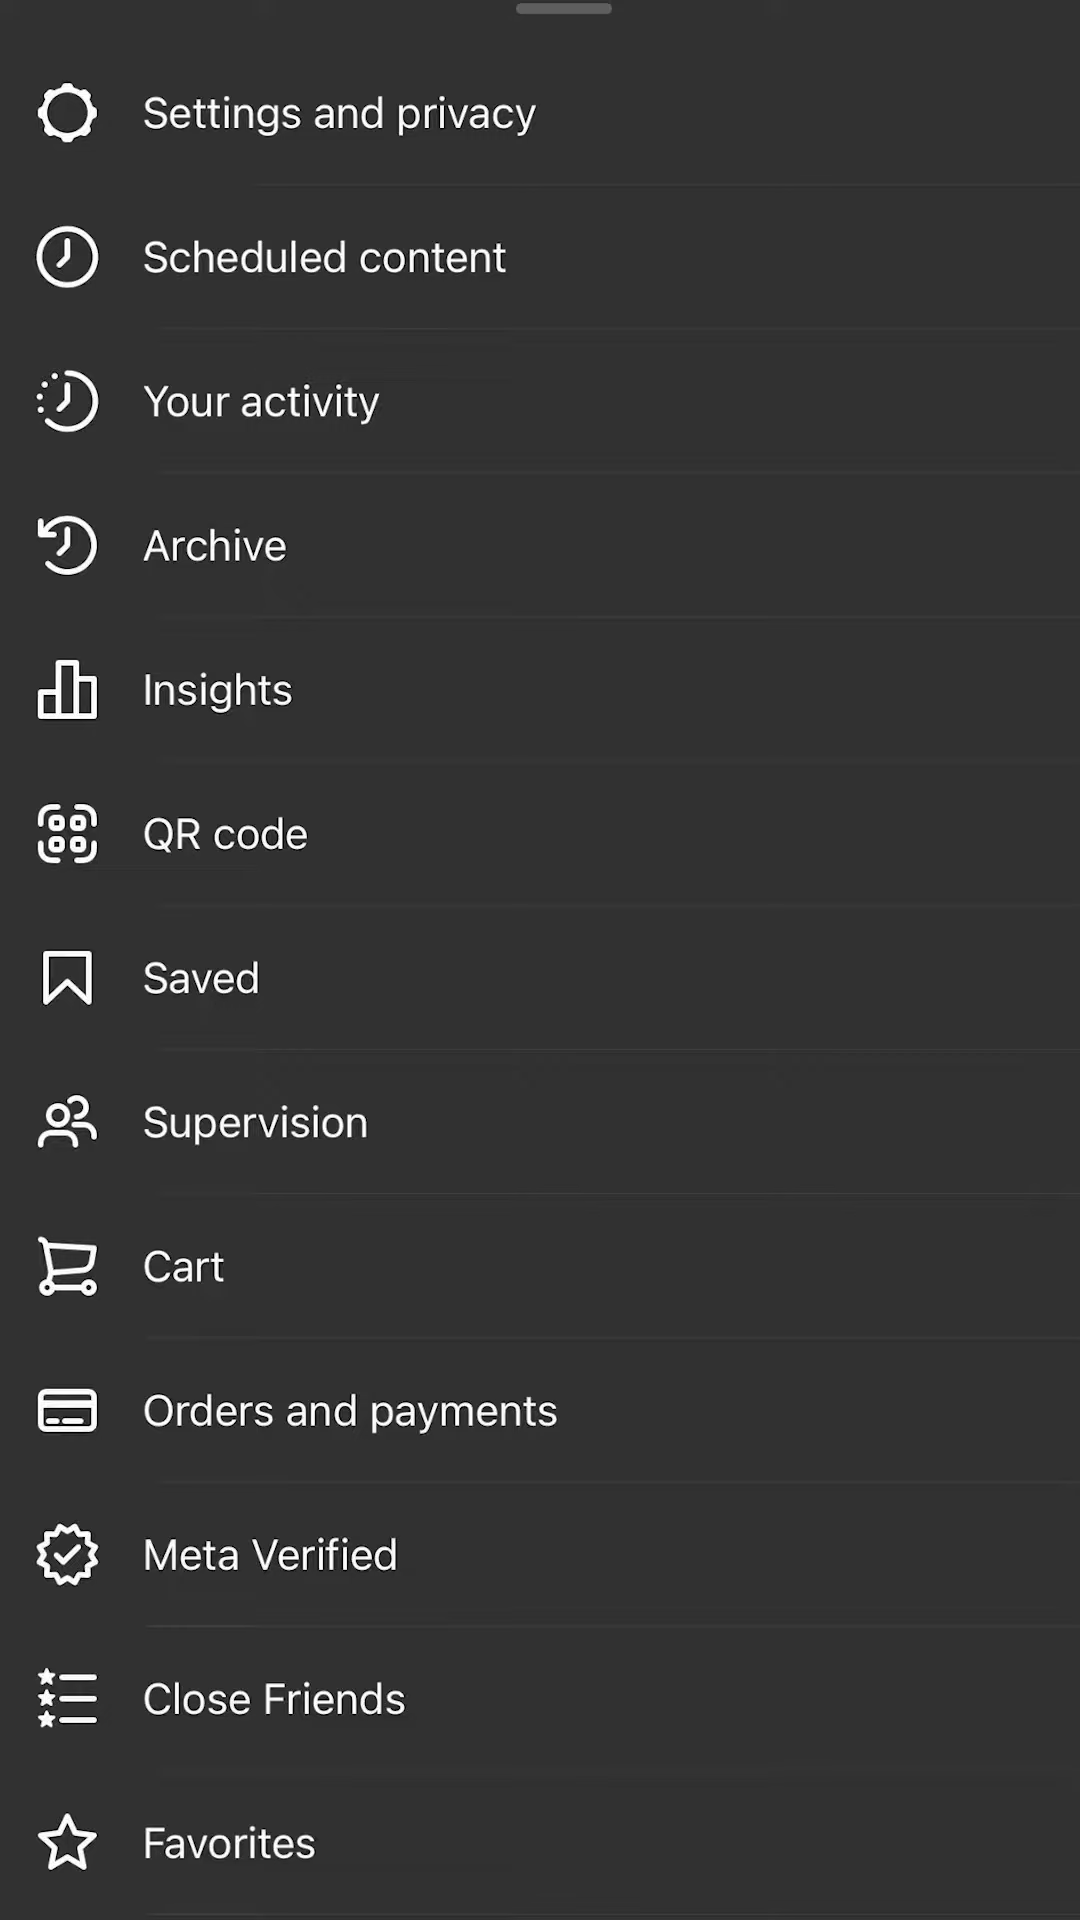 Settings and privacy
Scheduled content
Your activity
Archive
Insights
QR code
Saved
Supervision
Cart
Orders and payments
Meta Verified
Close Friends
Favorites